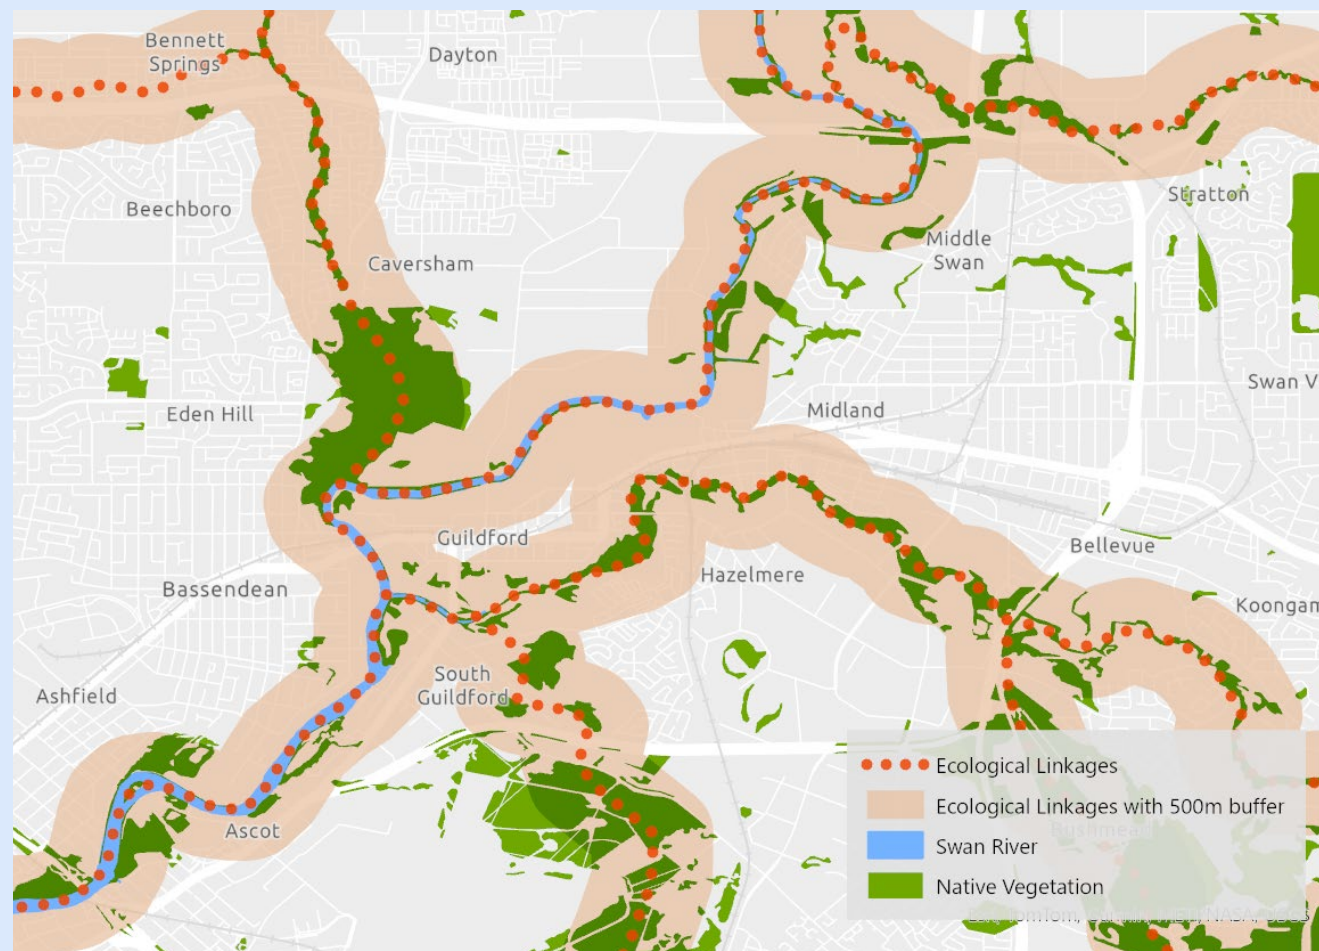 Bennett
Springs
Dayton
Beechboro
Stratton
Caversham
Middle
Swan
Eden Hill
Midland
Swan V
Guildford
Bellevue
Bassendean
Hazelmere
Koongam
Ashfield
South
Guildford
Ascot
Ecological Linkages
Ecological Linkages with 500m buffer
Swan River
Native Vegetation